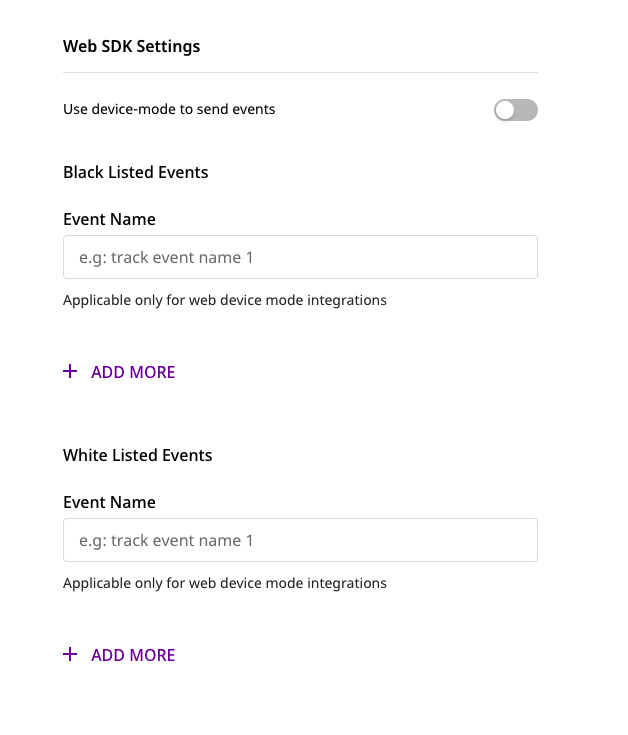 Web SDK Settings
Use device-mode to send events
Black Listed Events
Event Name
e.g: track event name 1
Applicable only for web device mode integrations
+ ADD MORE
White Listed Events
Event Name
e.g: track event name 1
Applicable only for web device mode integrations
+ ADD MORE